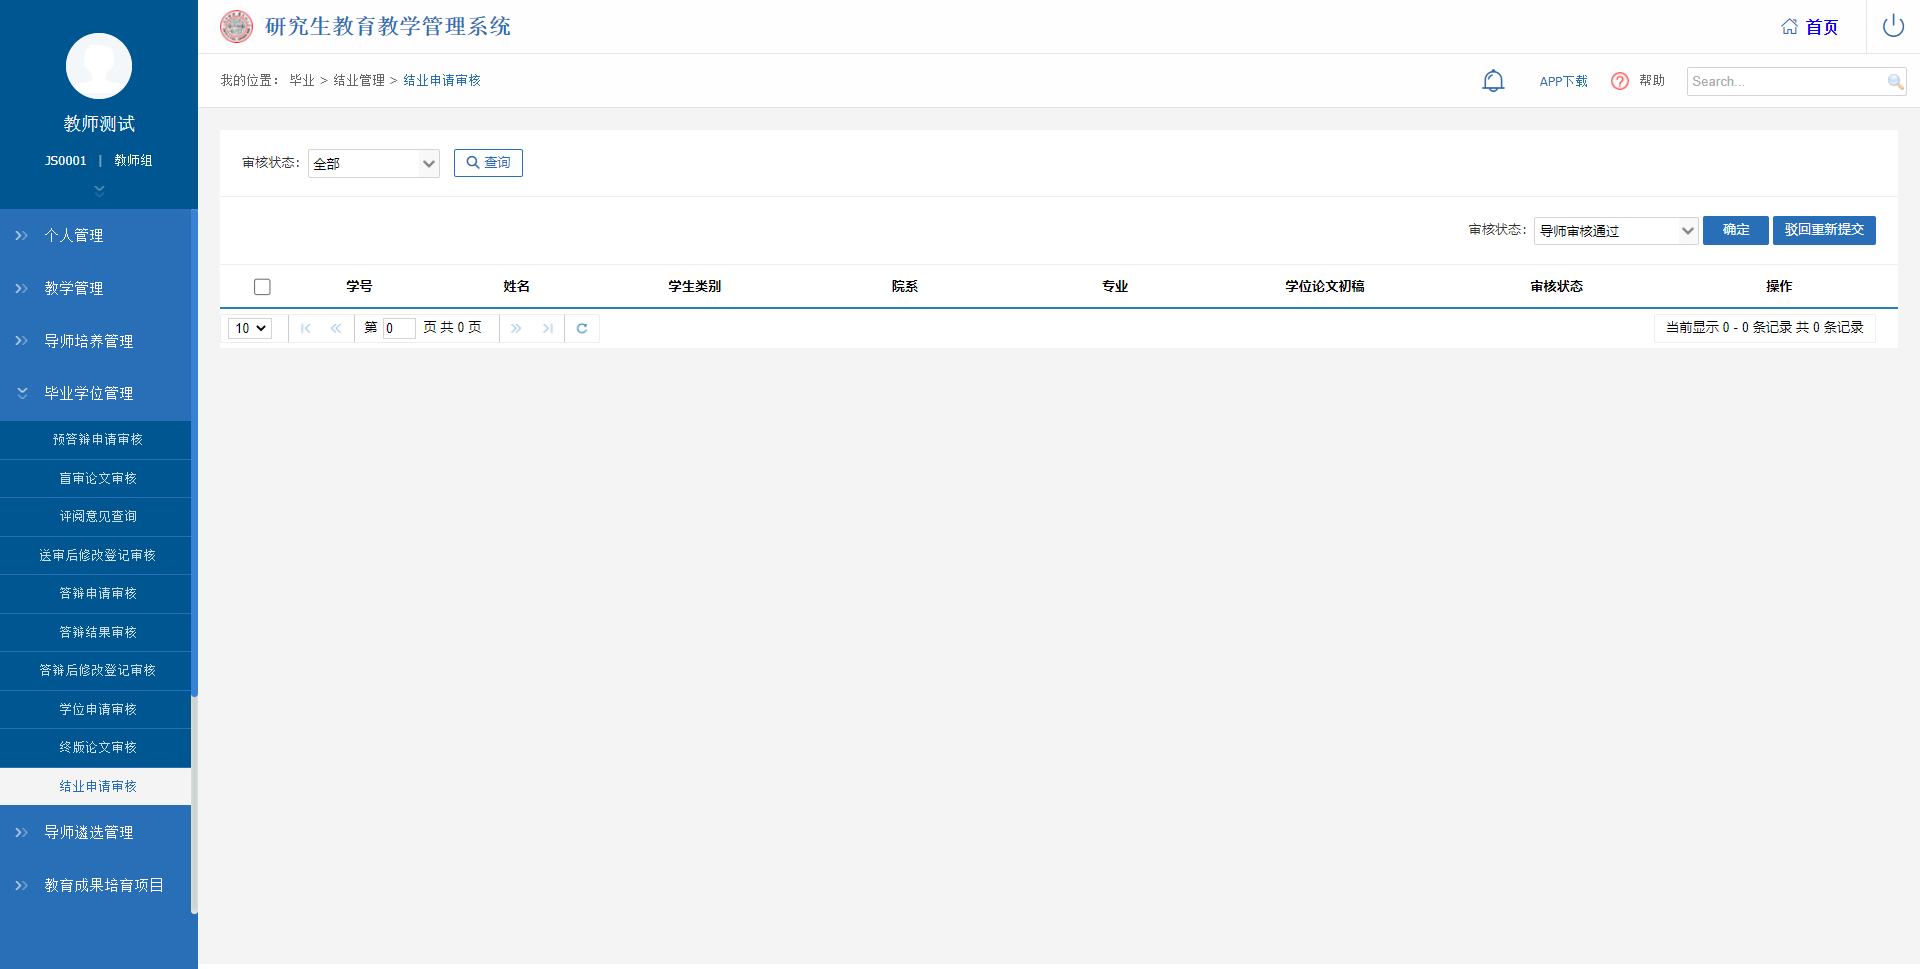 研究生教育教学管理系统
首页
教师测试
JS0001 | 教师组
我的位置： 毕业 > 结业管理 > 结业申请审核
APP下载
帮助
Search...
个人管理
教学管理
导师培养管理
毕业学位管理
预答辩申请审核
盲审论文审核
评阅意见查询
送审后修改登记审核
答辩申请审核
答辩结果审核
答辩后修改登记审核
学位申请审核
终版论文审核
结业申请审核
导师遴选管理
教育成果培育项目
审核状态： 全部 查询
审核状态： 导师审核通过 确定 驳回重新提交
学号 姓名 学生类别 院系 专业 学位论文初稿 审核状态 操作
10 第 0 页 共 0 页 当前显示 0 - 0 条记录 共 0 条记录